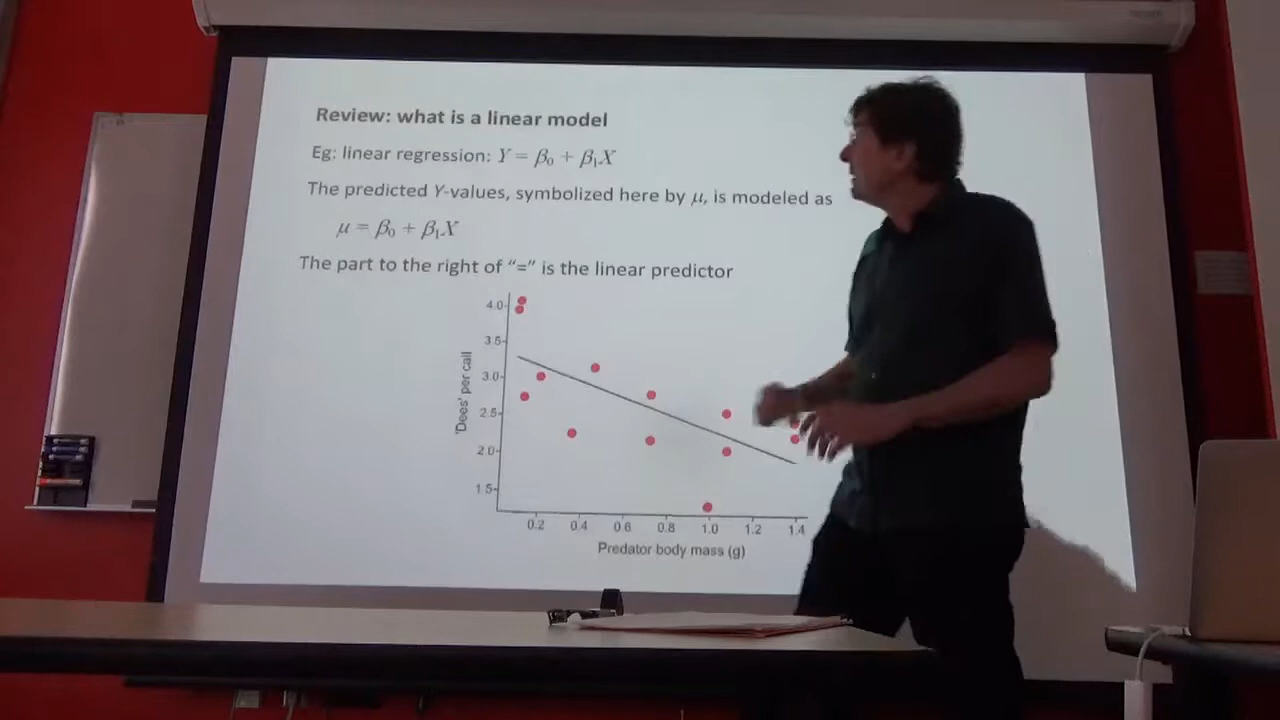 Review: what is a linear model
Eg: linear regression: Y = β₀ + β₁X
The predicted Y-values, symbolized here by μ, is modeled as
μ = β₀ + β₁X
The part to the right of “=” is the linear predictor
4.0
3.5
3.0
2.5
2.0
1.5
'Dees' per call
0.2 0.4 0.6 0.8 1.0 1.2 1.4
Predator body mass (g)